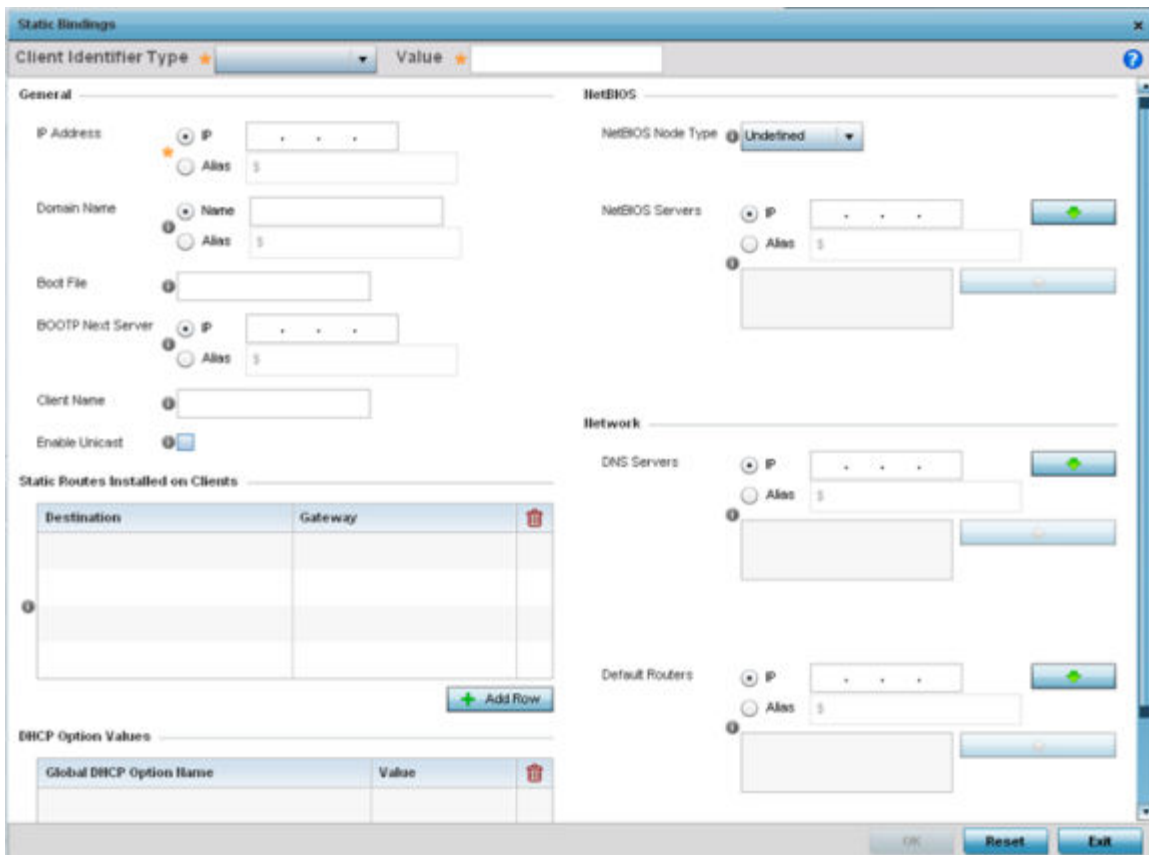 Static Bindings
Client Identifier Type
Value
General
IP Address
IP
. . .
Alias
$
Domain Name
Name
Alias
$
Boot File
BOOTP Next Server
IP
. . .
Alias
$
Client Name
Enable Unicast
Static Routes Installed on Clients
Destination
Gateway
Add Row
DHCP Option Values
Global DHCP Option Name
Value
NetBIOS
NetBIOS Node Type
Undefined
NetBIOS Servers
IP
. . .
Alias
$
Network
DNS Servers
IP
. . .
Alias
$
Default Routers
IP
. . .
Alias
$
OK
Reset
Exit